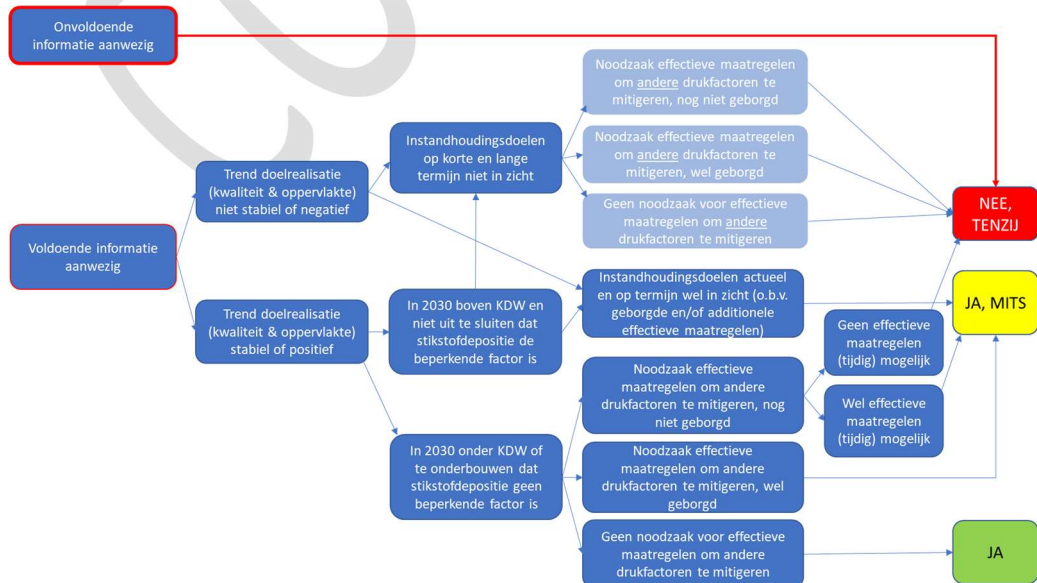 Onvoldoende
informatie aanwezig
Noodzaak effectieve maatregelen
om andere drukfactoren te
mitigeren, nog niet geborgd
Noodzaak effectieve maatregelen
om andere drukfactoren te
mitigeren, wel geborgd
Geen noodzaak voor effectieve
maatregelen om andere
drukfactoren te mitigeren
Instandhoudingsdoelen
op korte en lange
termijn niet in zicht
Trend doelrealisatie
(kwaliteit & oppervlakte)
niet stabiel of negatief
NEE,
TENZIJ
Voldoende informatie
aanwezig
Instandhoudingsdoelen actueel
en op termijn wel in zicht (o.b.v.
geborgde en/of additionele
effectieve maatregelen)
JA, MITS
Trend doelrealisatie
(kwaliteit & oppervlakte)
stabiel of positief
In 2030 boven KDW en
niet uit te sluiten dat
stikstofdepositie de
beperkende factor is
Geen effectieve
maatregelen
(tijdig) mogelijk
Noodzaak effectieve
maatregelen om andere
drukfactoren te mitigeren, nog
niet geborgd
Wel effectieve
maatregelen
(tijdig) mogelijk
In 2030 onder KDW of
te onderbouwen dat
stikstofdepositie geen
beperkende factor is
Noodzaak effectieve
maatregelen om andere
drukfactoren te mitigeren, wel
geborgd
Geen noodzaak voor effectieve
maatregelen om andere
drukfactoren te mitigeren
JA